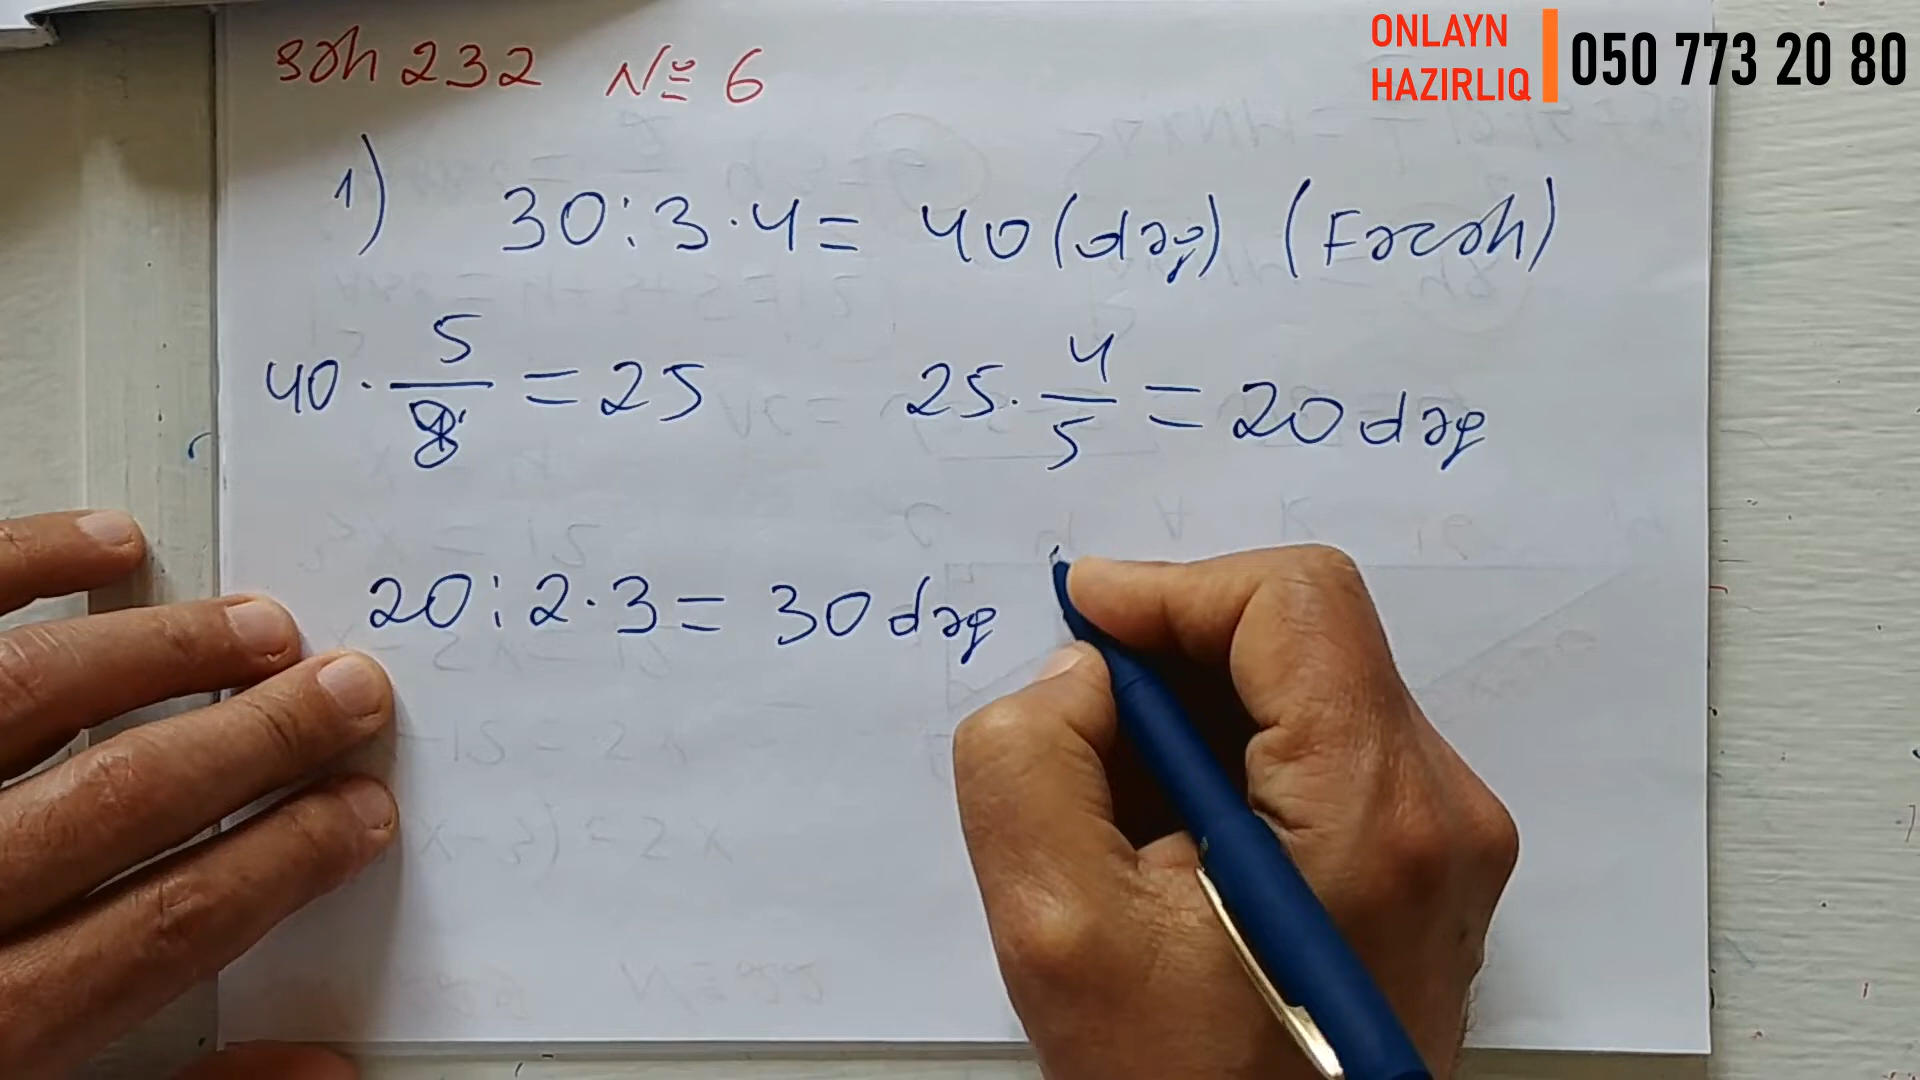 səh 232 № 6
ONLAYN
HAZIRLIQ
050 773 20 80
1) 30 : 3 · 4 = 40 (dəq) (Fərəh)
40 · 5/8 = 25
25 · 4/5 = 20 dəq
20 : 2 · 3 = 30 dəq